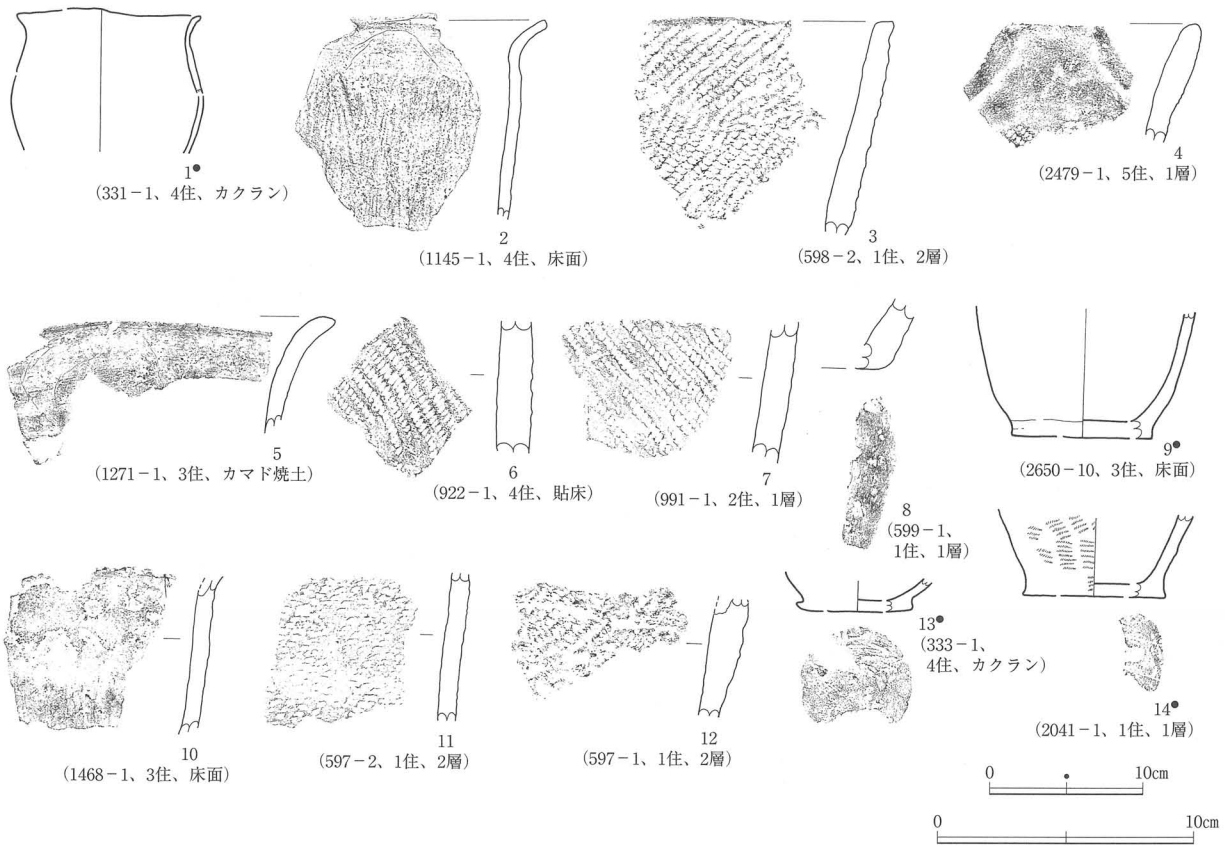 1●
(331-1、4住、カクラン)
2
(1145-1、4住、床面)
3
(598-2、1住、2層)
4
(2479-1、5住、1層)
5
(1271-1、3住、カマド焼土)
6
(922-1、4住、貼床)
7
(991-1、2住、1層)
8
(599-1、
1住、1層)
9●
(2650-10、3住、床面)
10
(1468-1、3住、床面)
11
(597-2、1住、2層)
12
(597-1、1住、2層)
13●
(333-1、
4住、カクラン)
14●
(2041-1、1住、1層)
0 ● 10cm
0 10cm